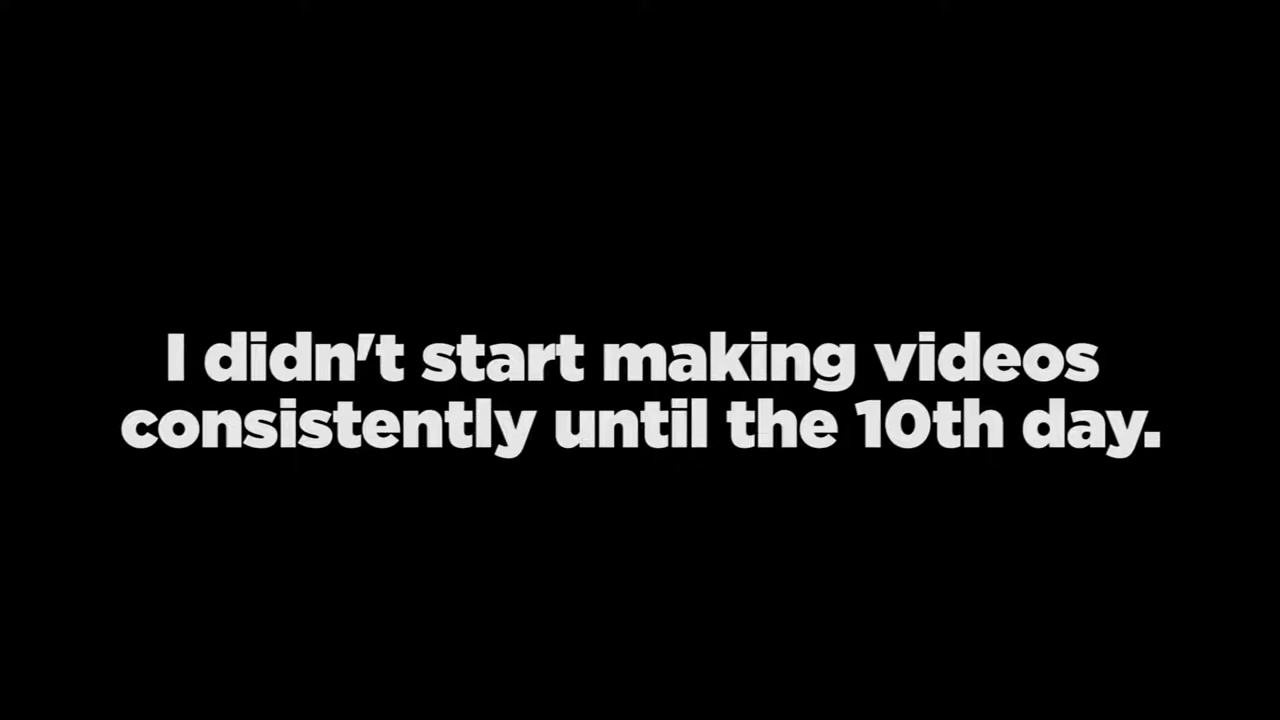 I didn't start making videos
consistently until the 10th day.